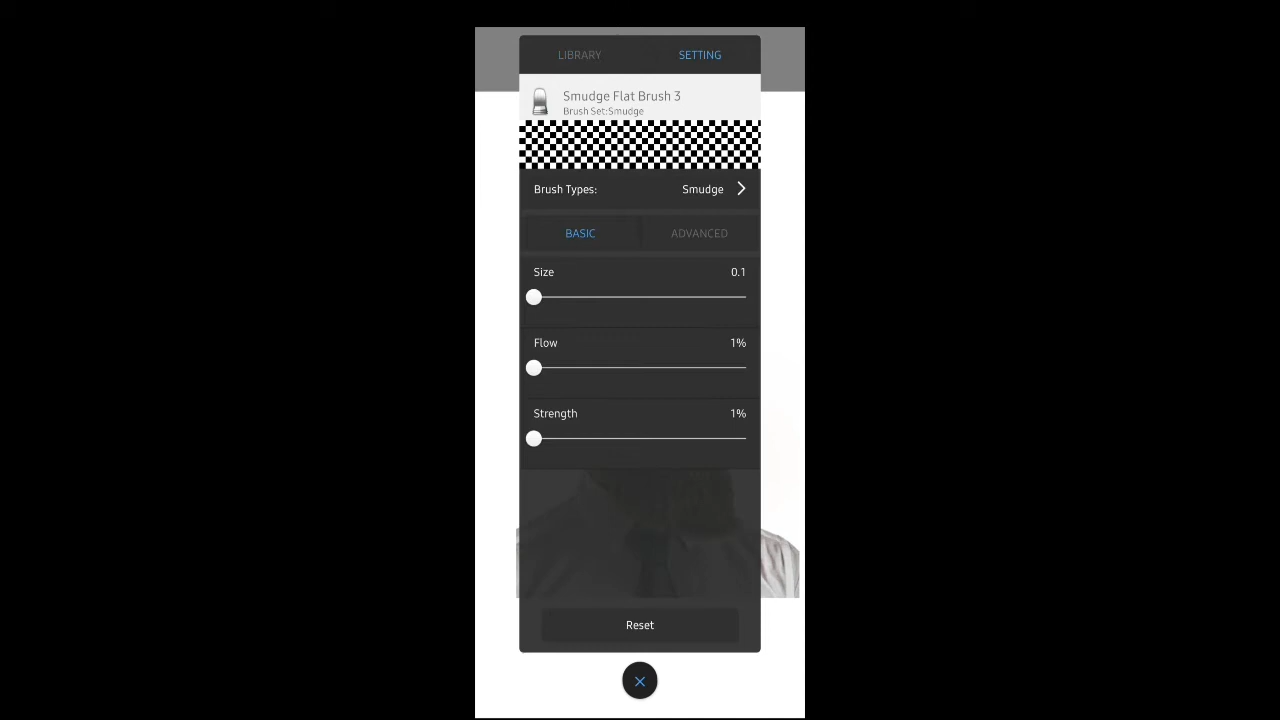 LIBRARY SETTING
Smudge Flat Brush 3
Brush Set:Smudge
Brush Types: Smudge
BASIC ADVANCED
Size 0.1
Flow 1%
Strength 1%
Reset